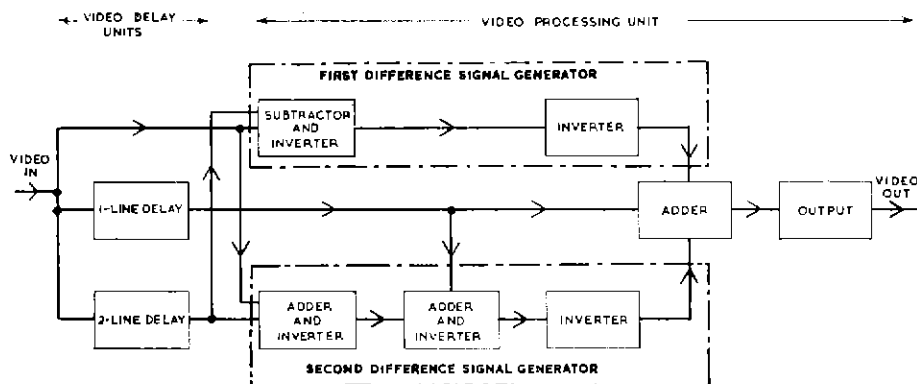 VIDEO DELAY
UNITS
VIDEO PROCESSING UNIT
FIRST DIFFERENCE SIGNAL GENERATOR
SUBTRACTOR
AND
INVERTER
INVERTER
VIDEO
IN
1-LINE DELAY
ADDER
OUTPUT
VIDEO
OUT
2-LINE DELAY
ADDER
AND
INVERTER
ADDER
AND
INVERTER
INVERTER
SECOND DIFFERENCE SIGNAL GENERATOR